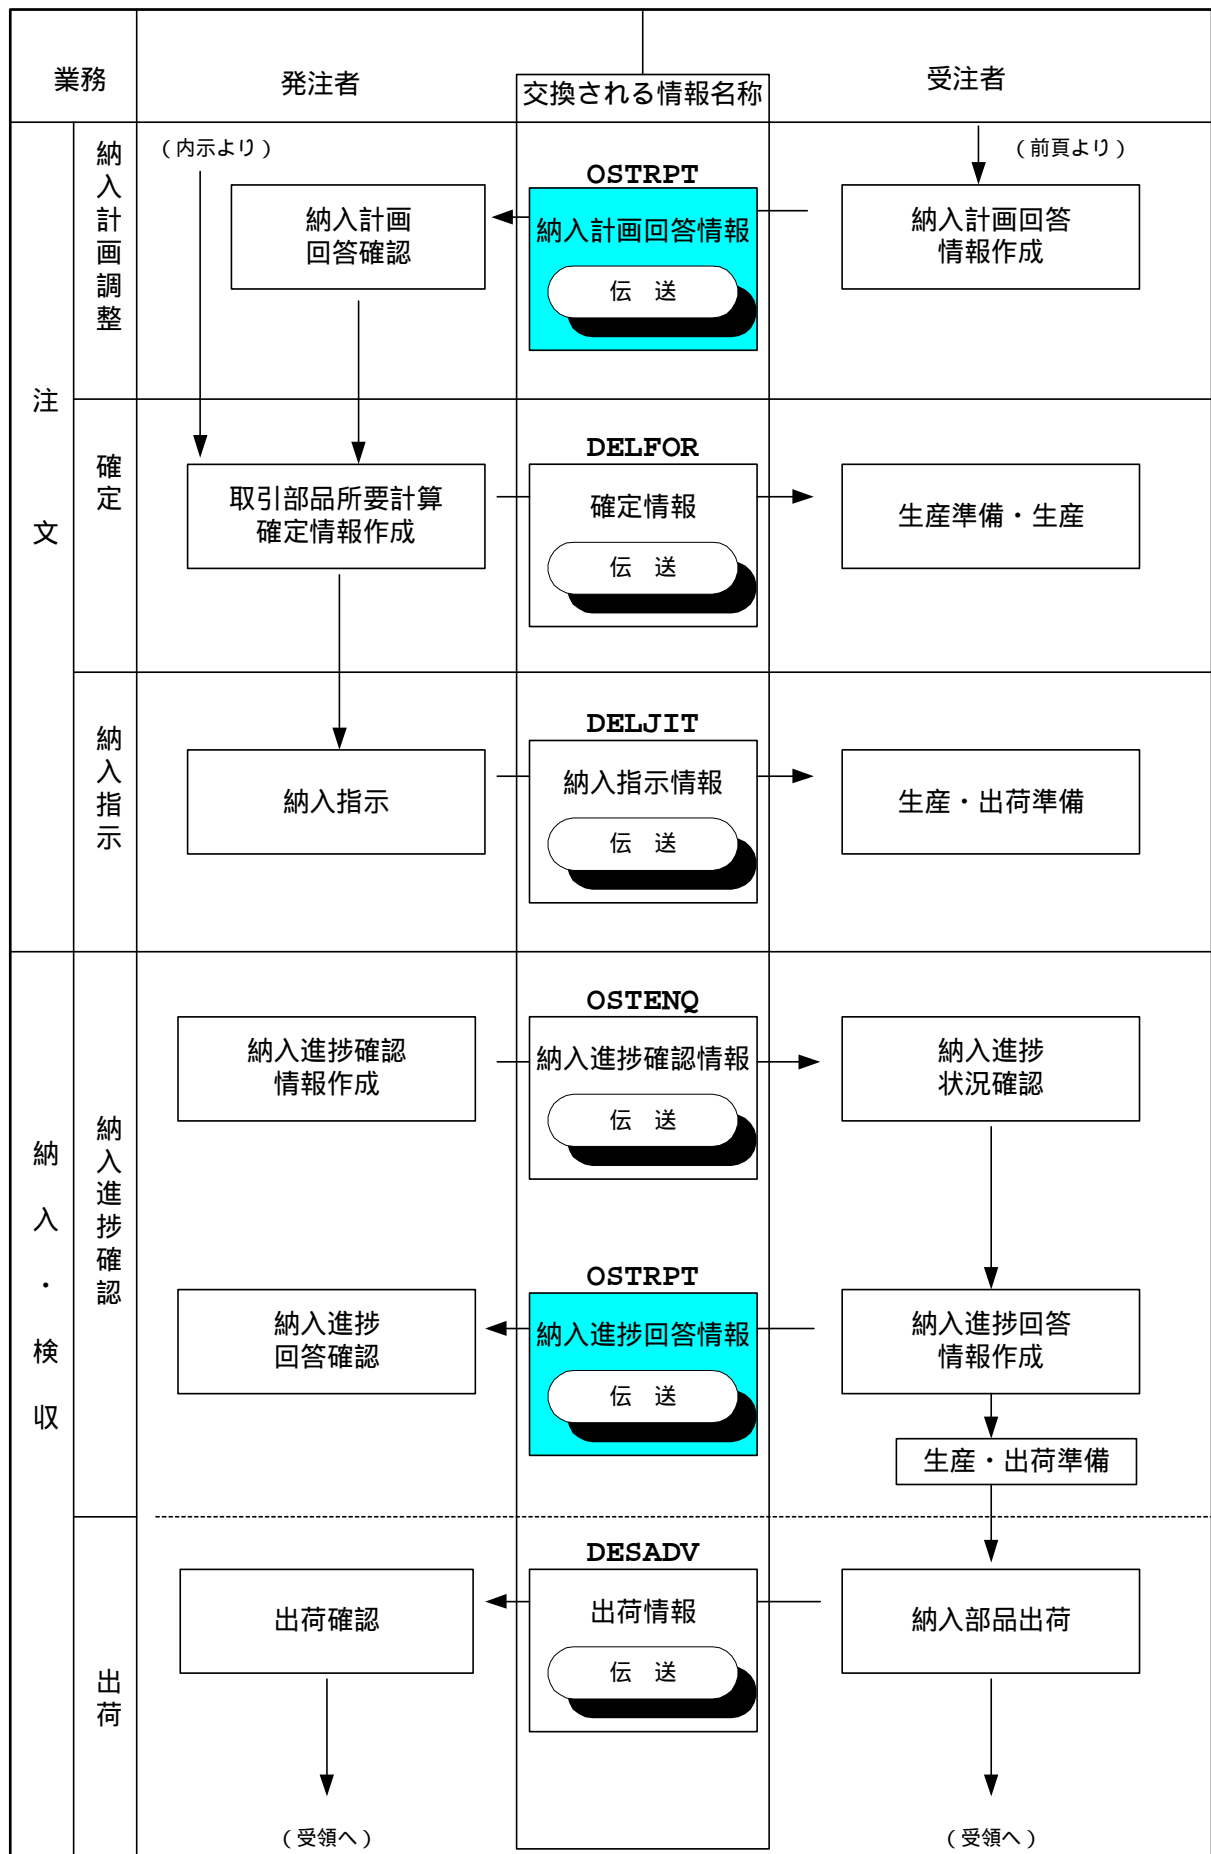 業務
発注者
交換される情報名称
受注者
注文
納入計画調整
(内示より)
(前頁より)
OSTRPT
納入計画
回答確認
納入計画回答情報
伝 送
納入計画回答
情報作成
確定
DELFOR
取引部品所要計算
確定情報作成
確定情報
伝 送
生産準備・生産
納入指示
DELJIT
納入指示
納入指示情報
伝 送
生産・出荷準備
納入・検収
納入進捗確認
OSTENQ
納入進捗確認
情報作成
納入進捗確認情報
伝 送
納入進捗
状況確認
OSTRPT
納入進捗
回答確認
納入進捗回答情報
伝 送
納入進捗回答
情報作成
生産・出荷準備
出荷
DESADV
出荷確認
出荷情報
伝 送
納入部品出荷
(受領へ)
(受領へ)